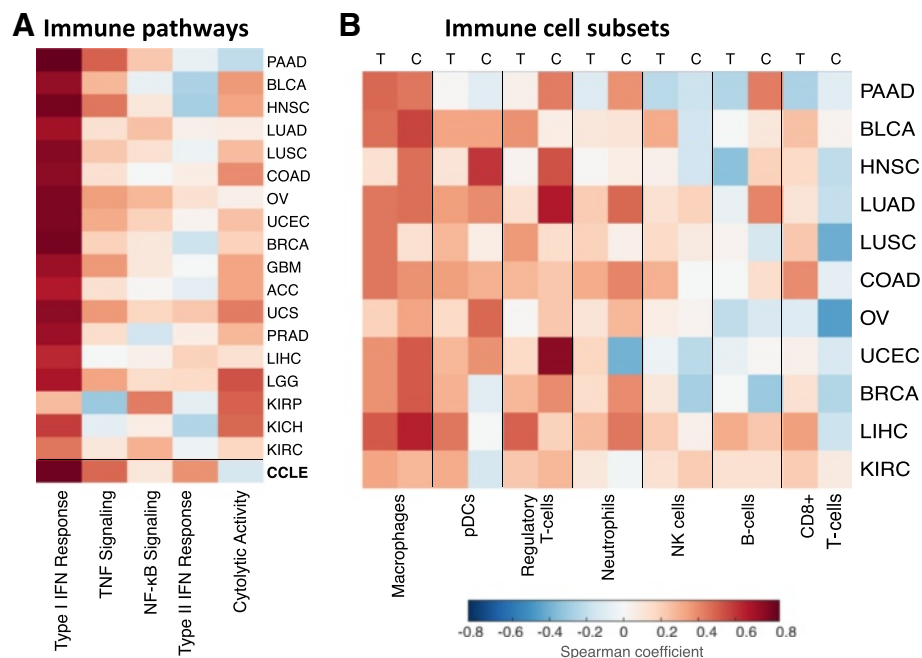 A Immune pathways
PAAD
BLCA
HNSC
LUAD
LUSC
COAD
OV
UCEC
BRCA
GBM
ACC
UCS
PRAD
LIHC
LGG
KIRP
KICH
KIRC
CCLE
Type I IFN Response
TNF Signaling
NF-κB Signaling
Type II IFN Response
Cytolytic Activity
B Immune cell subsets
T C T C T C T C T C T C T C
PAAD
BLCA
HNSC
LUAD
LUSC
COAD
OV
UCEC
BRCA
LIHC
KIRC
Macrophages
pDCs
Regulatory
T-cells
Neutrophils
NK cells
B-cells
CD8+
T-cells
-0.8 -0.6 -0.4 -0.2 0 0.2 0.4 0.6 0.8
Spearman coefficient